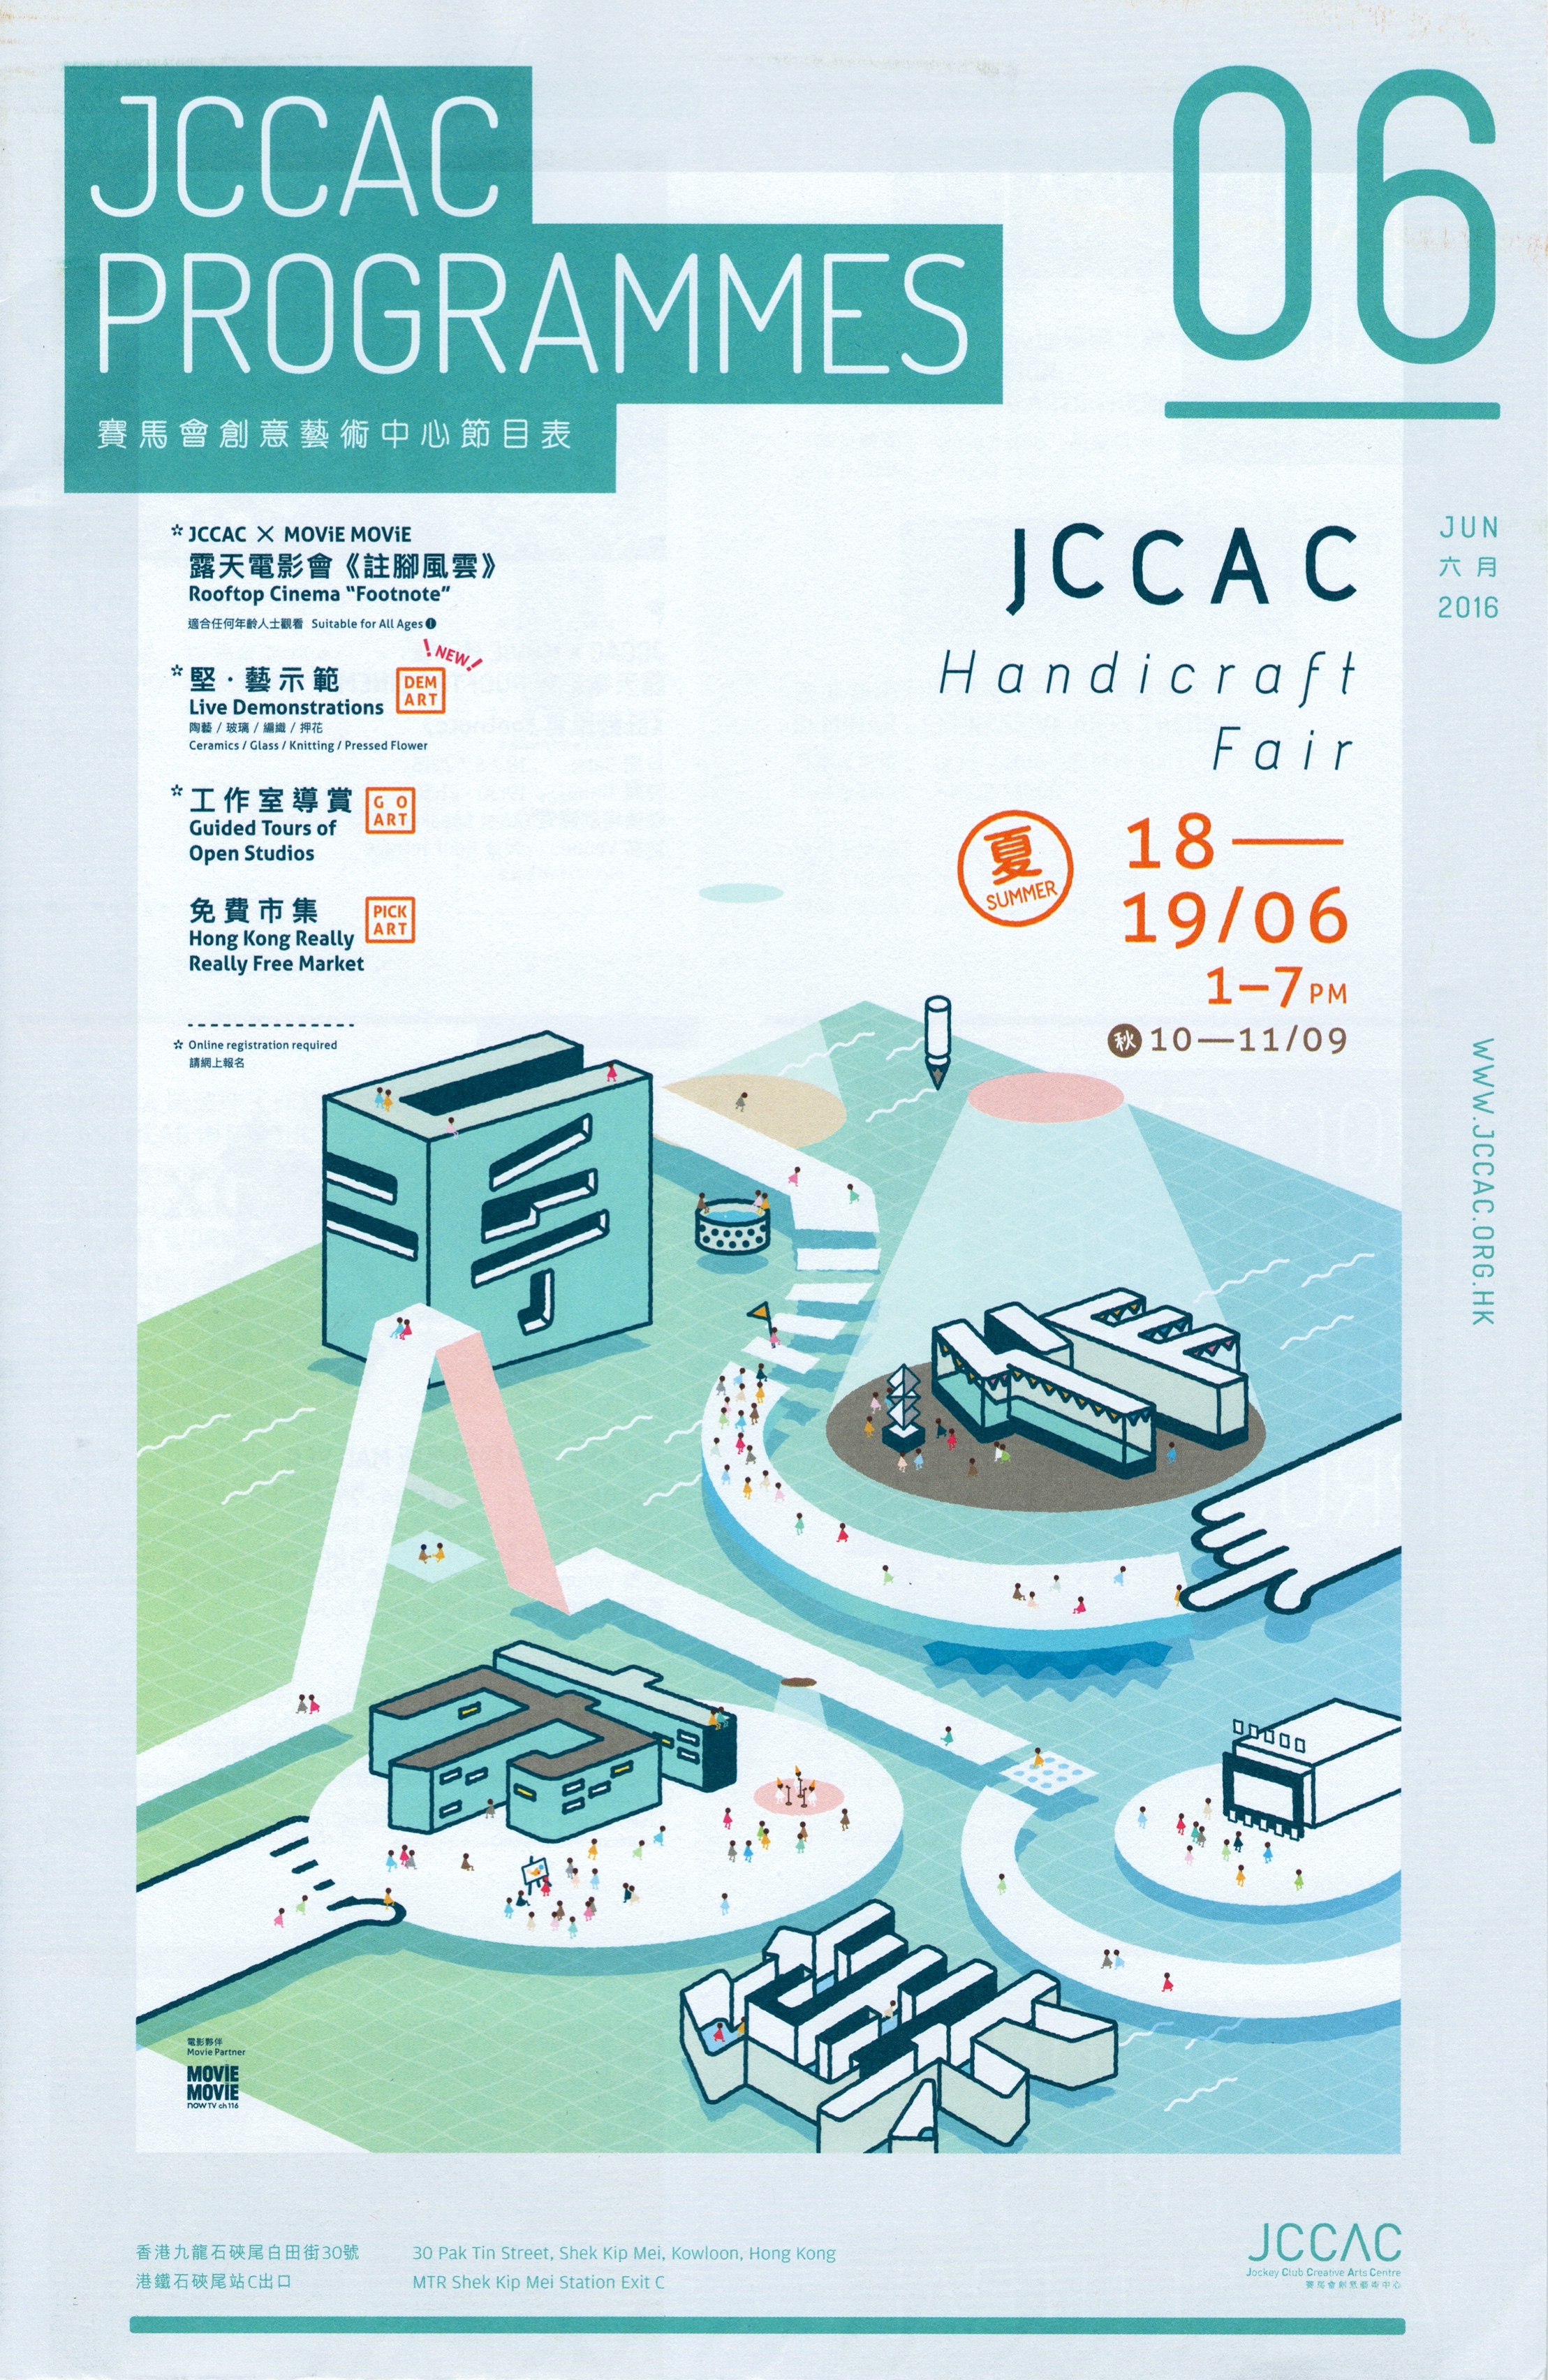 JCCAC
PROGRAMMES
賽馬會創意藝術中心節目表
06
JUN
六月
2016
WWW.JCCAC.ORG.HK
* JCCAC × MOViE MOViE
露天電影會《註腳風雲》
Rooftop Cinema “Footnote”
適合任何年齡人士觀看 Suitable for All Ages I
* 堅·藝示範
Live Demonstrations
陶藝 / 玻璃 / 編織 / 押花
Ceramics / Glass / Knitting / Pressed Flower
! NEW!
DEM
ART
* 工作室導賞
Guided Tours of
Open Studios
GO
ART
免費市集
Hong Kong Really
Really Free Market
PICK
ART
* Online registration required
請網上報名
JCCAC
Handicraft
Fair
夏
SUMMER
18—
19/06
1–7PM
秋 10—11/09
電影夥伴
Movie Partner
MOViE
MOViE
now TV ch 116
香港九龍石硤尾白田街30號
港鐵石硤尾站C出口
30 Pak Tin Street, Shek Kip Mei, Kowloon, Hong Kong
MTR Shek Kip Mei Station Exit C
JCCAC
Jockey Club Creative Arts Centre
賽馬會創意藝術中心